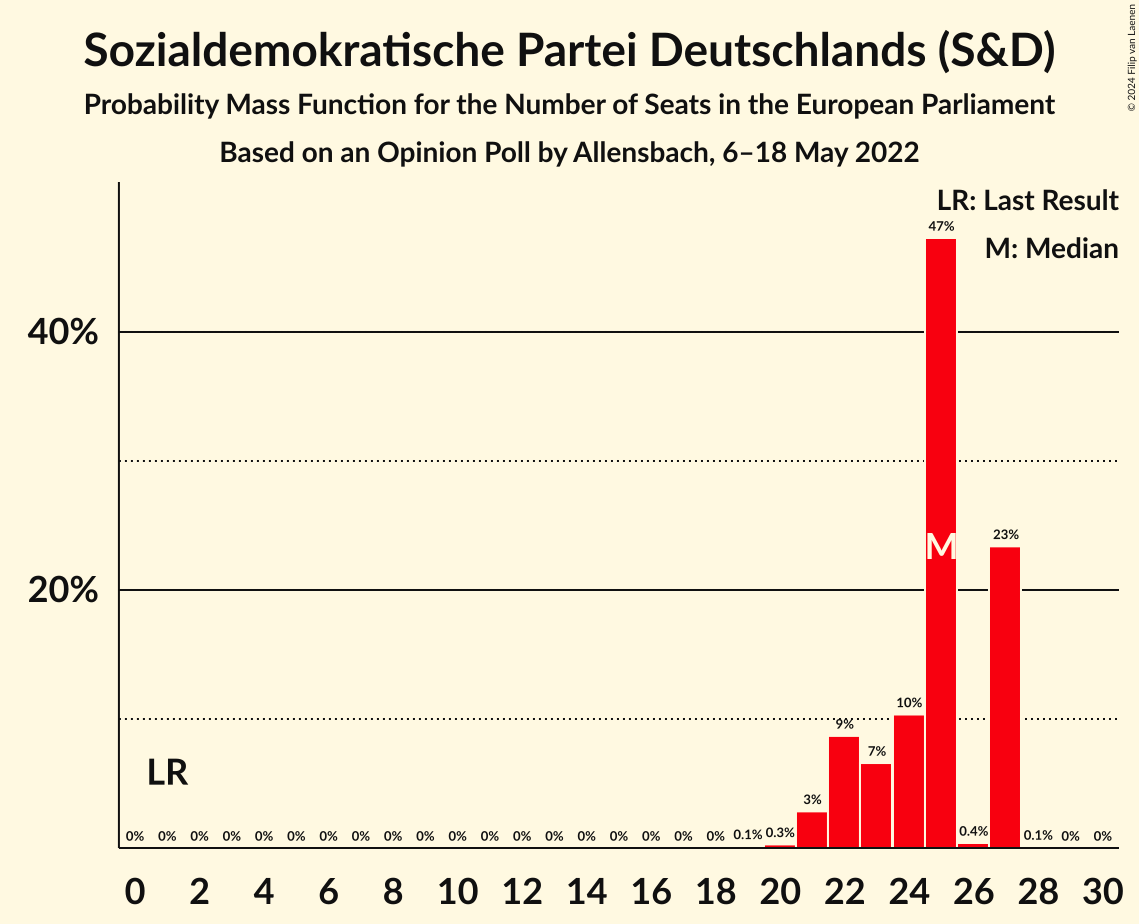 Sozialdemokratische Partei Deutschlands (S&D)
Probability Mass Function for the Number of Seats in the European Parliament
Based on an Opinion Poll by Allensbach, 6–18 May 2022
© 2024 Filip van Laenen
LR: Last Result
M: Median
47%
40%
M
23%
20%
10%
9%
7%
LR
3%
0% 0% 0% 0% 0% 0% 0% 0% 0% 0% 0% 0% 0% 0% 0% 0% 0% 0% 0% 0.1% 0.3% 0.4% 0.1% 0% 0%
0 2 4 6 8 10 12 14 16 18 20 22 24 26 28 30